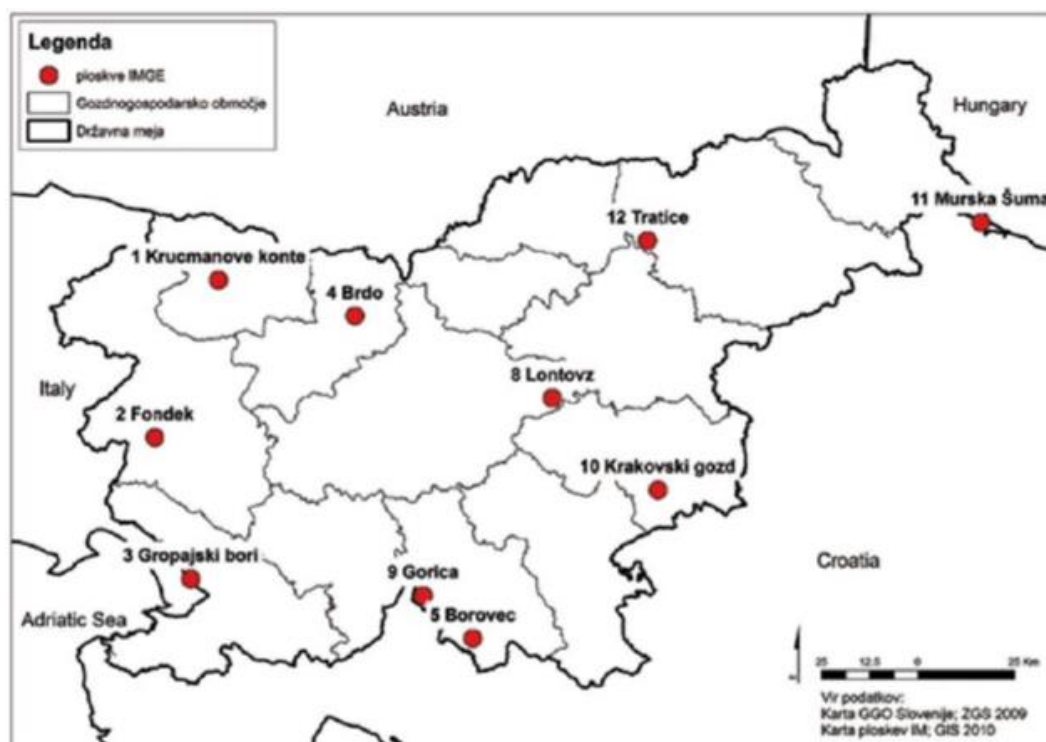 Legenda
ploskve IMGE
Gozdnogospodarsko območje
Državna meja
Austria
Hungary
11 Murska Šuma
12 Tratice
1 Krucmanove konte
4 Brdo
Italy
8 Lontovz
2 Fondek
10 Krakovski gozd
3 Gropajski bori
9 Gorica
Croatia
5 Borovec
Adriatic Sea
25 12.5 0 25 Km
Vir podatkov:
Karta GGO Slovenije; ZGS 2009
Karta ploskev IM; GIS 2010